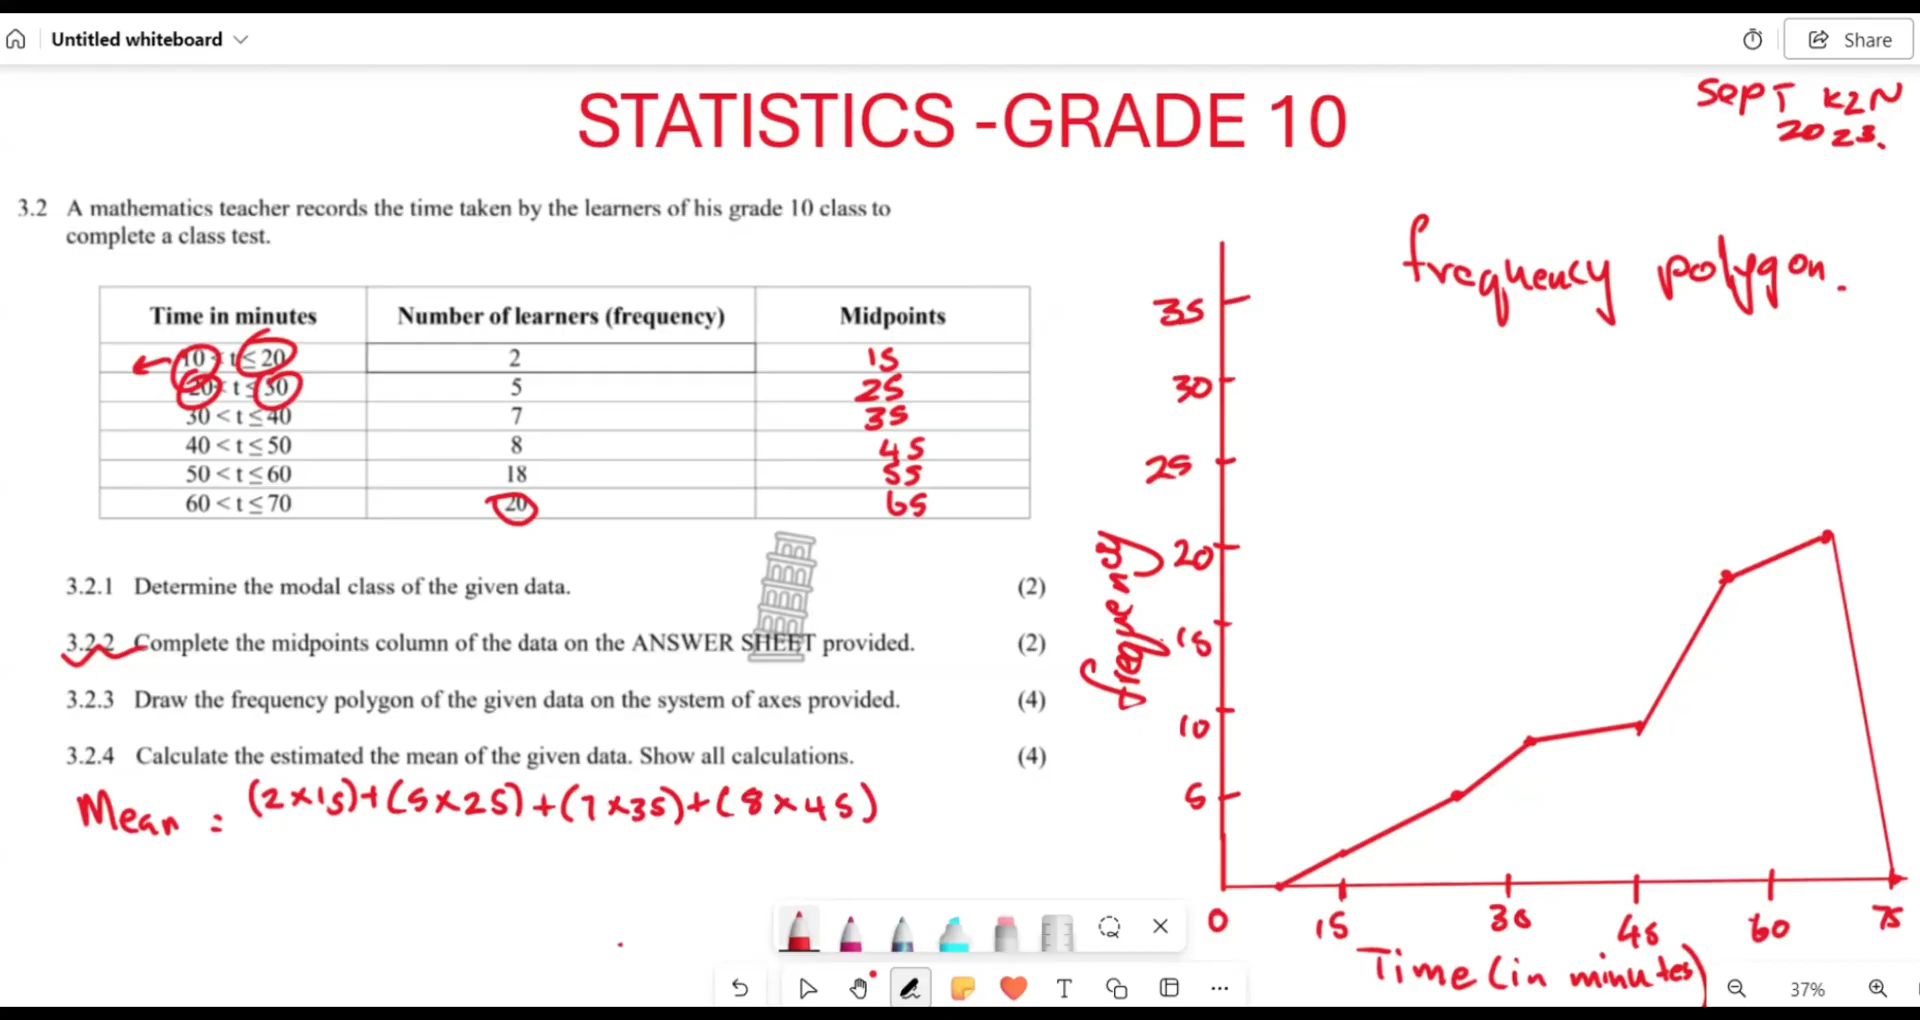 Untitled whiteboard
Share
STATISTICS -GRADE 10
SEPT KZN
2023.
3.2 A mathematics teacher records the time taken by the learners of his grade 10 class to
complete a class test.
Time in minutes Number of learners (frequency) Midpoints
10 < t ≤ 20 2 15
20 < t ≤ 30 5 25
30 < t ≤ 40 7 35
40 < t ≤ 50 8 45
50 < t ≤ 60 18 55
60 < t ≤ 70 20 65
3.2.1 Determine the modal class of the given data. (2)
3.2.2 Complete the midpoints column of the data on the ANSWER SHEET provided. (2)
3.2.3 Draw the frequency polygon of the given data on the system of axes provided. (4)
3.2.4 Calculate the estimated the mean of the given data. Show all calculations. (4)
Mean = (2×15)+(5×25)+(7×35)+(8×45)
frequency polygon.
35
30
25
20
15
10
5
frequency
0 15 30 45 60 75
Time (in minutes)
37%